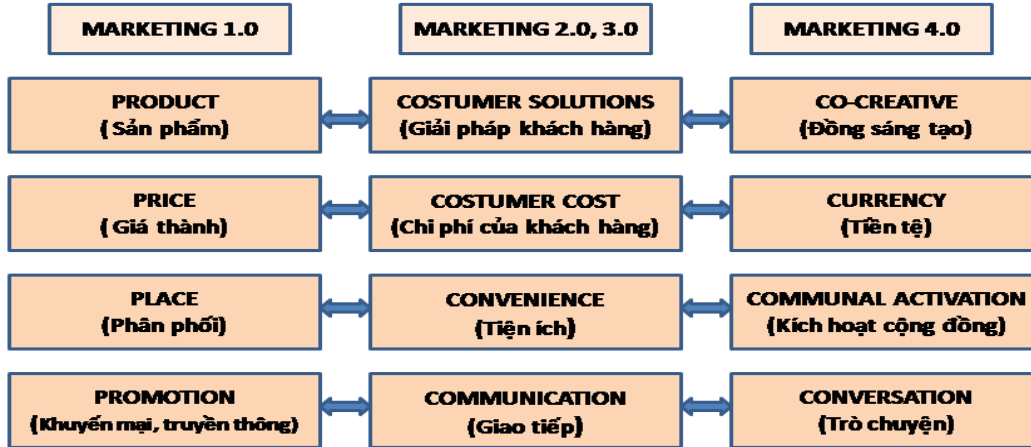 MARKETING 1.0
MARKETING 2.0, 3.0
MARKETING 4.0
PRODUCT
( Sản phẩm)
COSTUMER SOLUTIONS
(Giải pháp khách hàng)
CO-CREATIVE
(Đồng sáng tạo)
PRICE
( Giá thành)
COSTUMER COST
(Chi phí của khách hàng)
CURRENCY
(Tiền tệ)
PLACE
(Phân phối)
CONVENIENCE
(Tiện ích)
COMMUNAL ACTIVATION
(Kích hoạt cộng đồng)
PROMOTION
(Khuyến mại, truyền thông)
COMMUNICATION
(Giao tiếp)
CONVERSATION
(Trò chuyện)